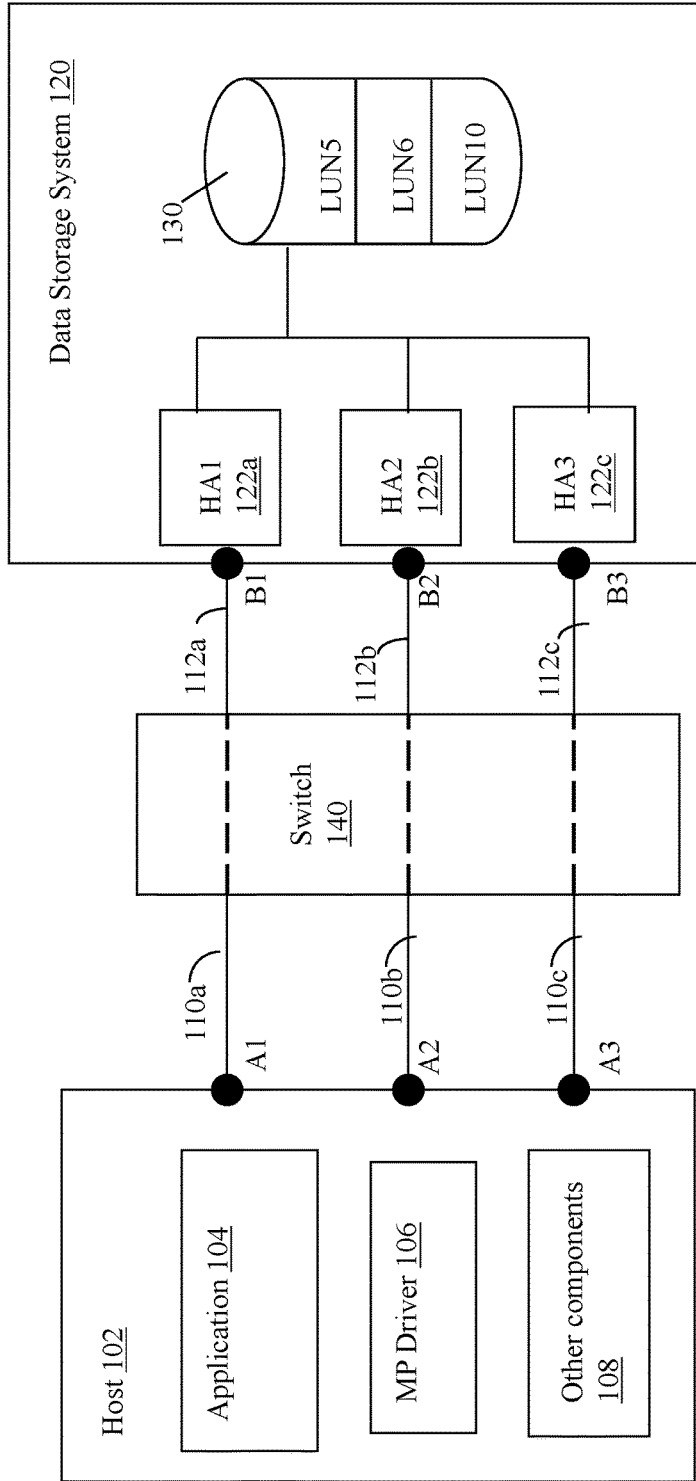 Host 102
Application 104
MP Driver 106
Other components
108
A1
A2
A3
110a
110b
110c
Switch
140
112a
112b
112c
B1
B2
B3
Data Storage System 120
HA1
122a
HA2
122b
HA3
122c
130
LUN5
LUN6
LUN10